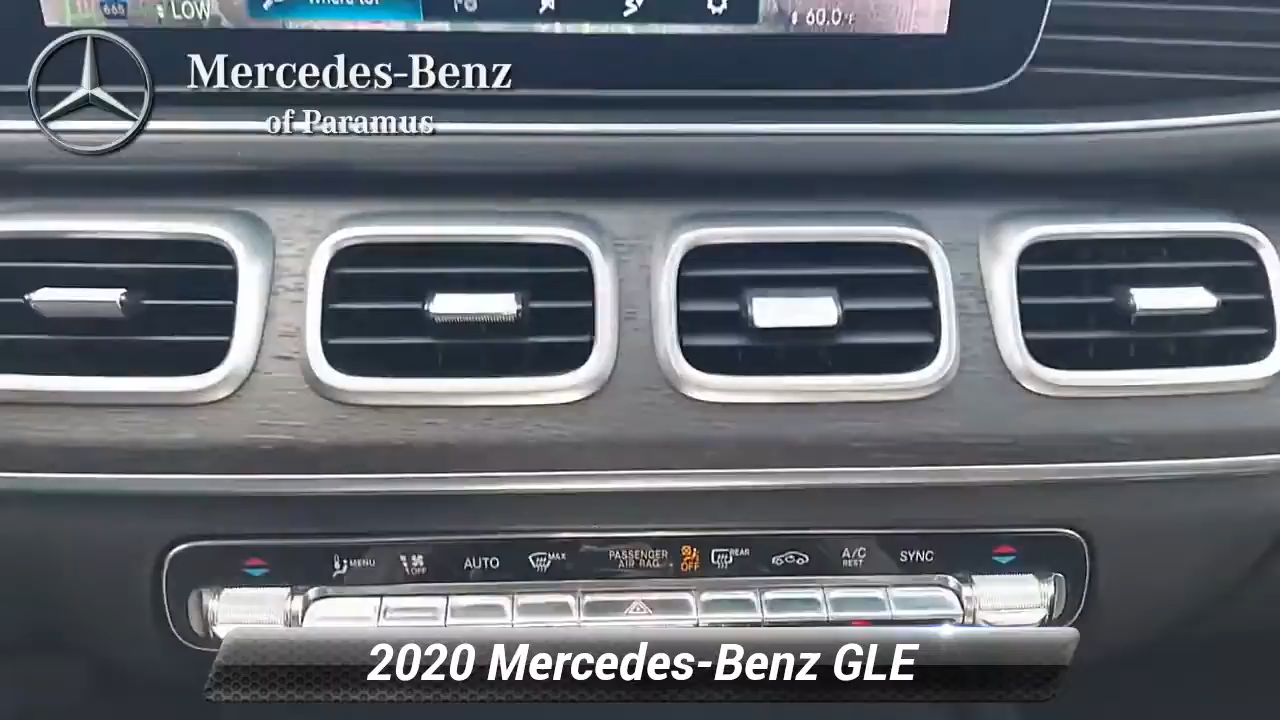 LOW
60.0°F
Mercedes-Benz
of Paramus
MENU
OFF
AUTO
MAX
PASSENGER
AIR BAG
OFF
REAR
A/C
REST
SYNC
2020 Mercedes-Benz GLE